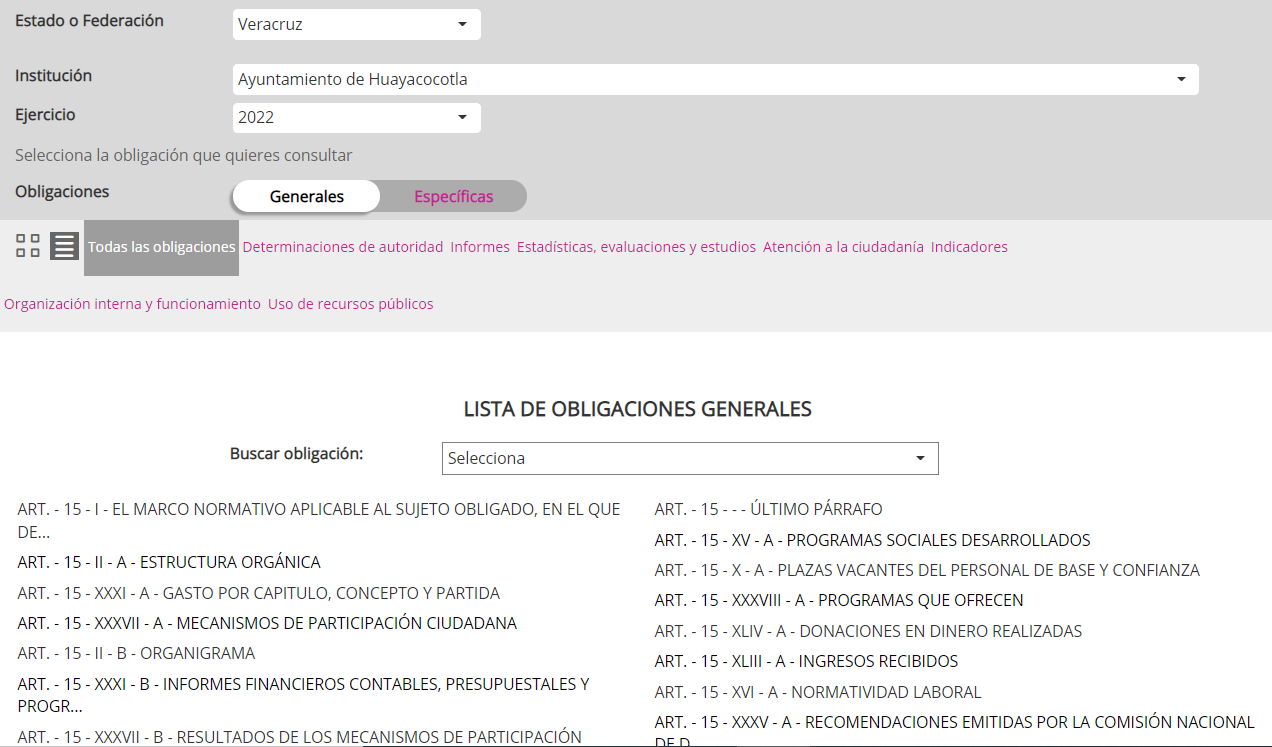 Estado o Federación
Veracruz
Institución
Ayuntamiento de Huayacocotla
Ejercicio
2022
Selecciona la obligación que quieres consultar
Obligaciones
Generales
Específicas
Todas las obligaciones Determinaciones de autoridad Informes Estadísticas, evaluaciones y estudios Atención a la ciudadanía Indicadores
Organización interna y funcionamiento Uso de recursos públicos
LISTA DE OBLIGACIONES GENERALES
Buscar obligación:
Selecciona
ART. - 15 - I - EL MARCO NORMATIVO APLICABLE AL SUJETO OBLIGADO, EN EL QUE
DE...
ART. - 15 - II - A - ESTRUCTURA ORGÁNICA
ART. - 15 - XXXI - A - GASTO POR CAPITULO, CONCEPTO Y PARTIDA
ART. - 15 - XXXVII - A - MECANISMOS DE PARTICIPACIÓN CIUDADANA
ART. - 15 - II - B - ORGANIGRAMA
ART. - 15 - XXXI - B - INFORMES FINANCIEROS CONTABLES, PRESUPUESTALES Y
PROGR...
ART. - 15 - XXXVII - B - RESULTADOS DE LOS MECANISMOS DE PARTICIPACIÓN
ART. - 15 - - - ÚLTIMO PÁRRAFO
ART. - 15 - XV - A - PROGRAMAS SOCIALES DESARROLLADOS
ART. - 15 - X - A - PLAZAS VACANTES DEL PERSONAL DE BASE Y CONFIANZA
ART. - 15 - XXXVIII - A - PROGRAMAS QUE OFRECEN
ART. - 15 - XLIV - A - DONACIONES EN DINERO REALIZADAS
ART. - 15 - XLIII - A - INGRESOS RECIBIDOS
ART. - 15 - XVI - A - NORMATIVIDAD LABORAL
ART. - 15 - XXXV - A - RECOMENDACIONES EMITIDAS POR LA COMISIÓN NACIONAL
DE D...